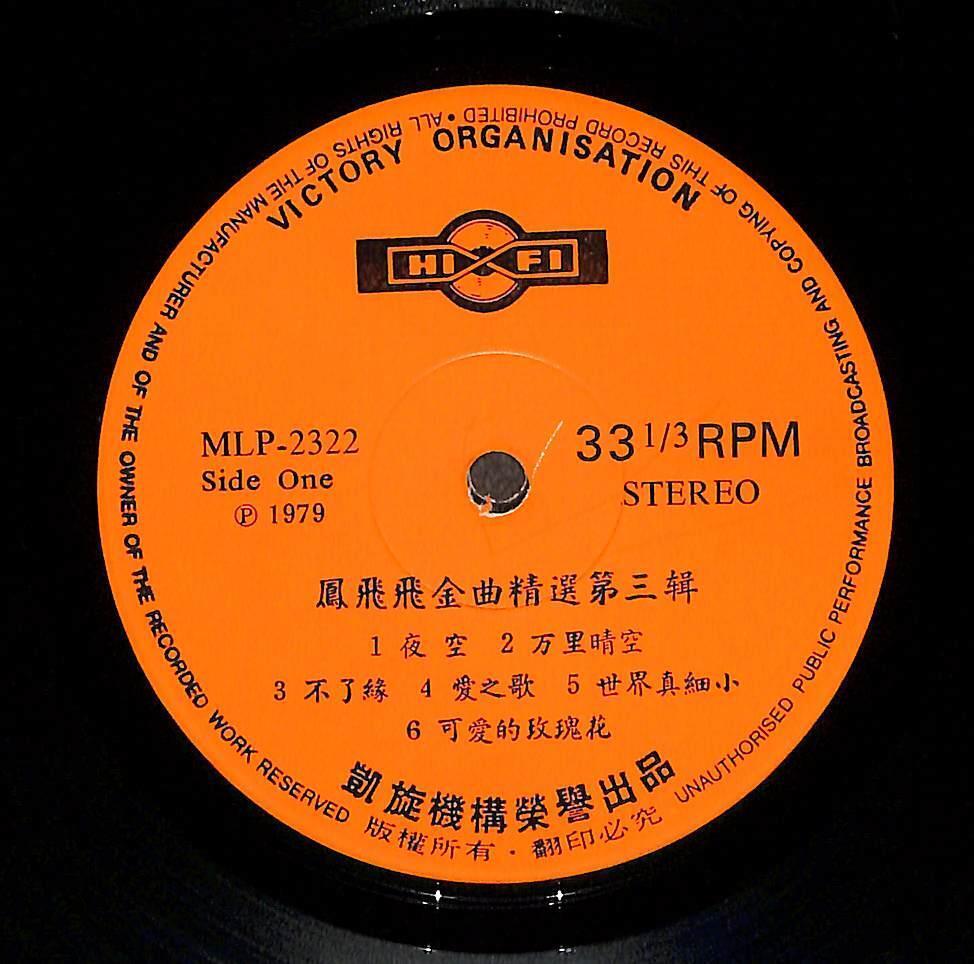 ALL RIGHTS OF THE MANUFACTURER AND OF THE OWNER OF THE RECORDED WORK RESERVED
UNAUTHORISED PUBLIC PERFORMANCE BROADCASTING AND COPYING OF THIS RECORD PROHIBITED •
VICTORY ORGANISATION
HI FI
MLP-2322
Side One
℗ 1979
33 1/3 RPM
STEREO
鳳飛飛金曲精選第三辑
1 夜空 2 万里晴空
3 不了緣 4 愛之歌 5 世界真細小
6 可愛的玫瑰花
凱旋機構榮譽出品
版權所有·翻印必究